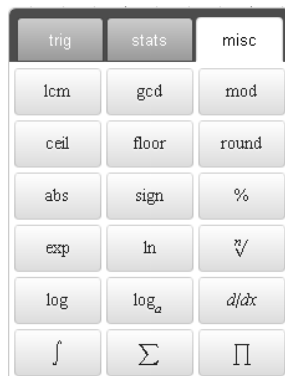 trig stats misc
lcm gcd mod
ceil floor round
abs sign %
exp ln ⁿ√
log logₐ d/dx
∫ ∑ ∏